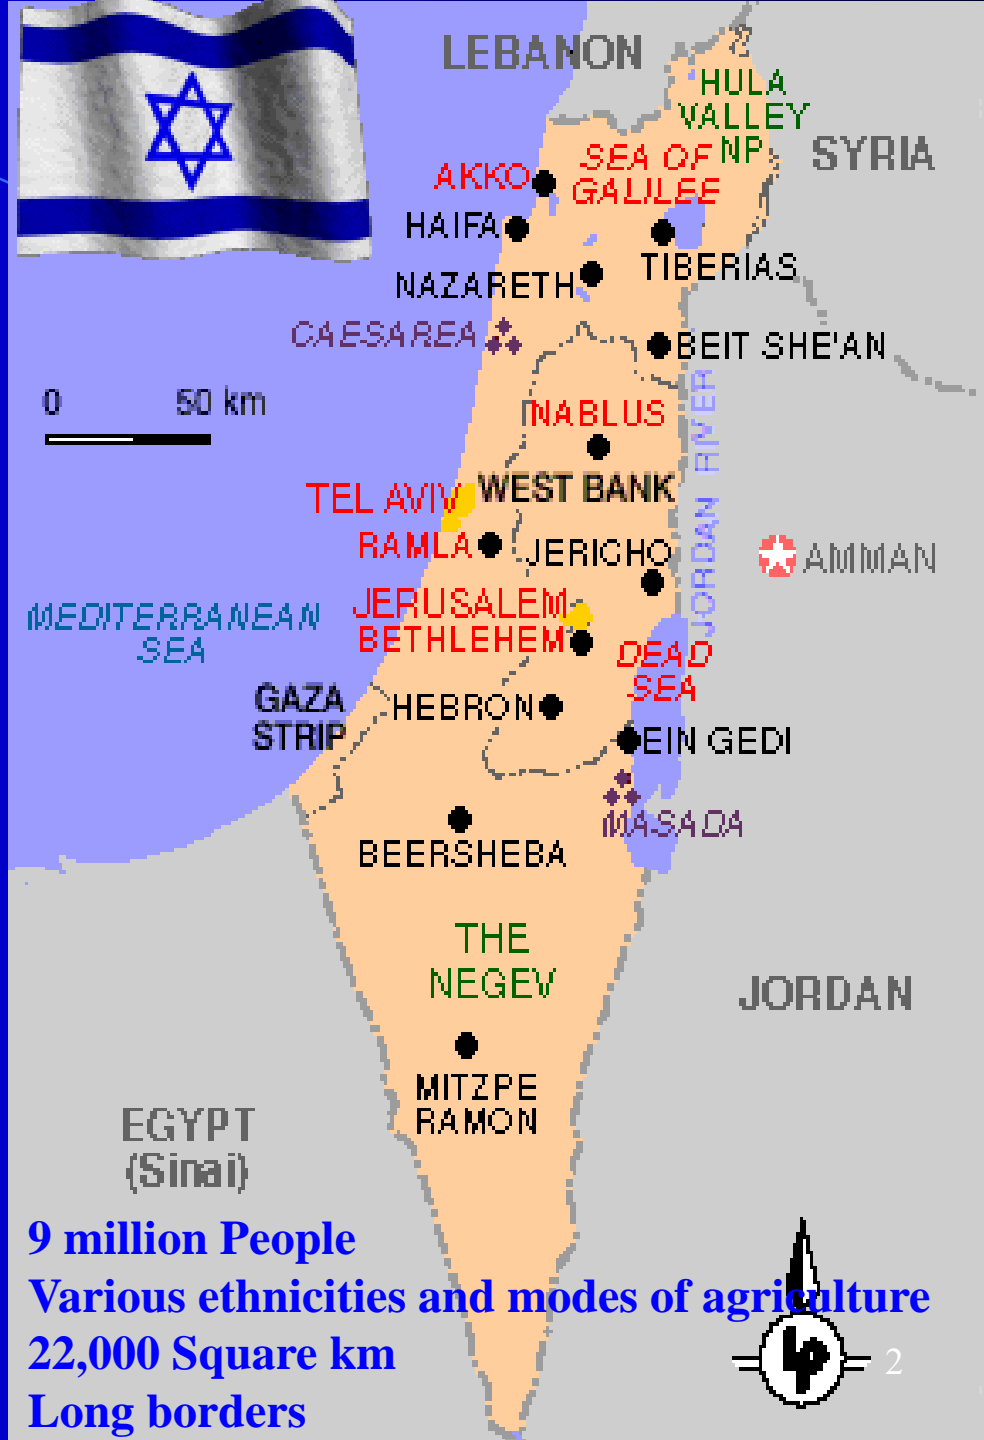 LEBANON
HULA
VALLEY
NP
SYRIA
SEA OF
GALILEE
AKKO
HAIFA
TIBERIAS
NAZARETH
CAESAREA
BEIT SHE'AN
0 50 km
NABLUS
JORDAN RIVER
WEST BANK
TEL AVIV
RAMLA
JERICHO
AMMAN
MEDITERRANEAN
SEA
JERUSALEM
BETHLEHEM
DEAD
SEA
GAZA
STRIP
HEBRON
EIN GEDI
MASADA
BEERSHEBA
THE
NEGEV
JORDAN
MITZPE
RAMON
EGYPT
(Sinai)
9 million People
Various ethnicities and modes of agriculture
22,000 Square km
Long borders
LP
2